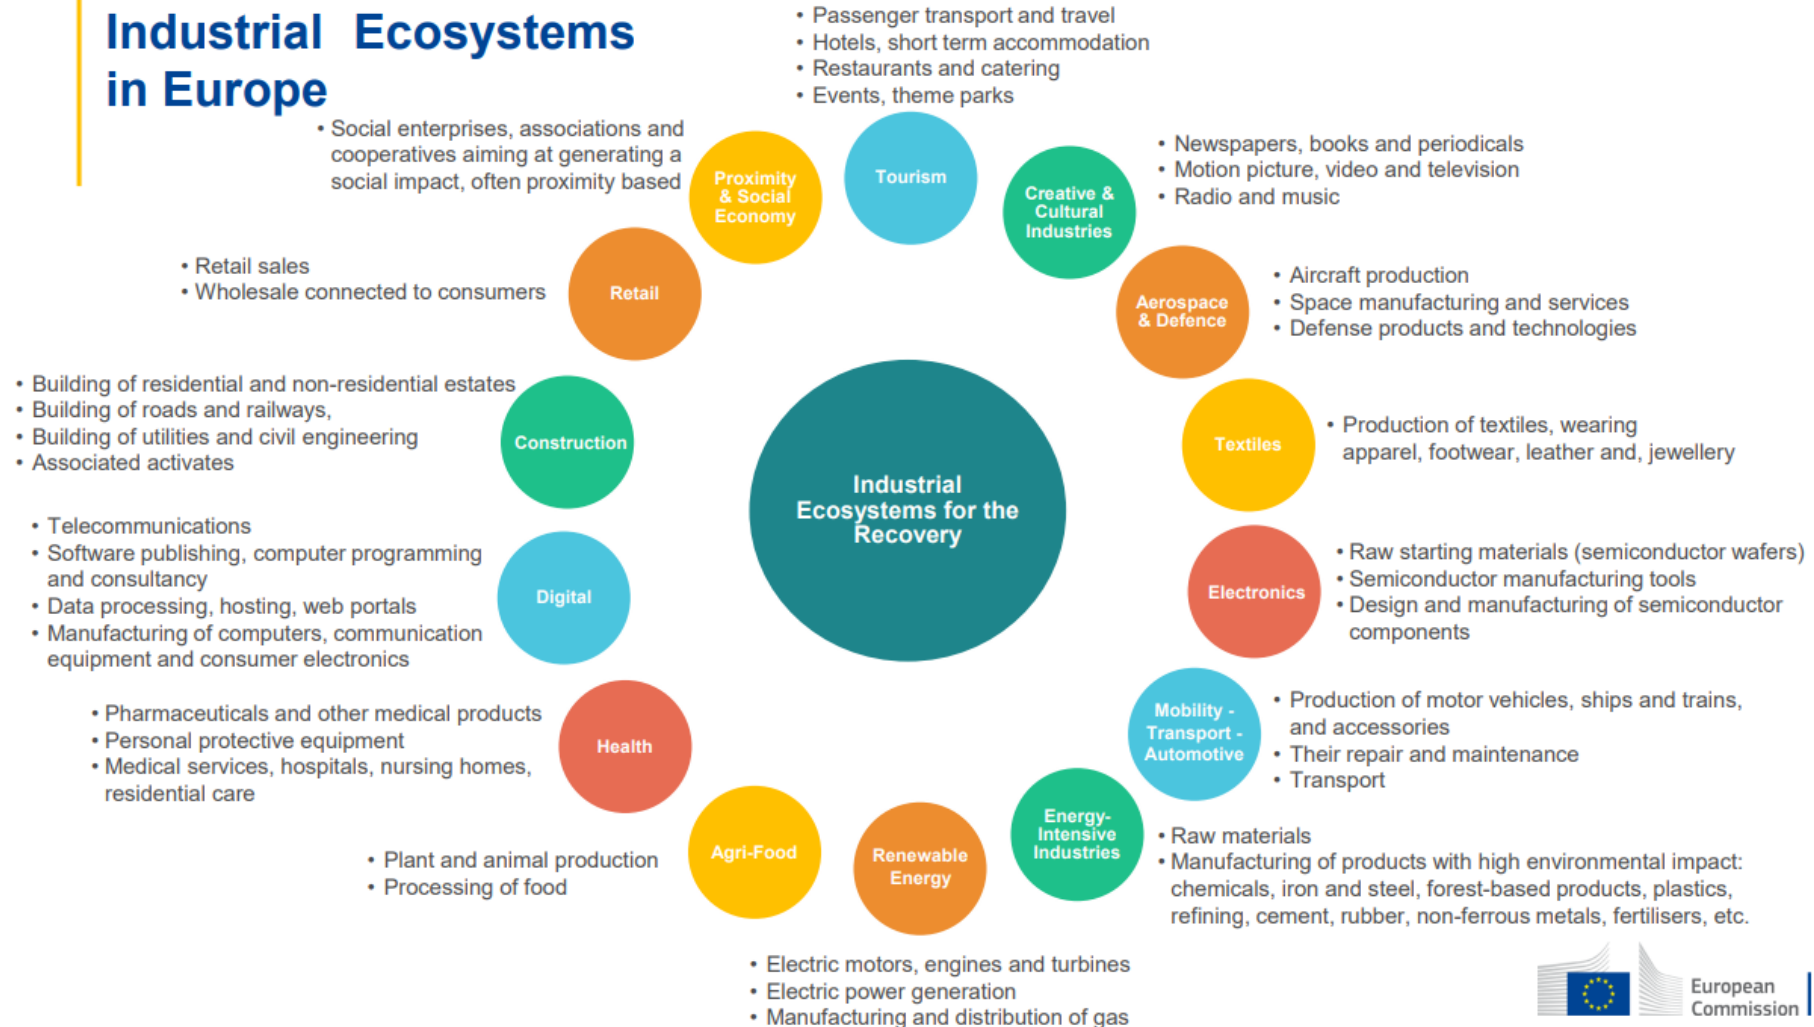 Industrial Ecosystems
in Europe
• Passenger transport and travel
• Hotels, short term accommodation
• Restaurants and catering
• Events, theme parks
Tourism
• Newspapers, books and periodicals
• Motion picture, video and television
• Radio and music
Creative &
Cultural
Industries
• Aircraft production
• Space manufacturing and services
• Defense products and technologies
Aerospace
& Defence
• Production of textiles, wearing
apparel, footwear, leather and, jewellery
Textiles
• Raw starting materials (semiconductor wafers)
• Semiconductor manufacturing tools
• Design and manufacturing of semiconductor
components
Electronics
• Production of motor vehicles, ships and trains,
and accessories
• Their repair and maintenance
• Transport
Mobility -
Transport -
Automotive
• Raw materials
• Manufacturing of products with high environmental impact:
chemicals, iron and steel, forest-based products, plastics,
refining, cement, rubber, non-ferrous metals, fertilisers, etc.
Energy-
Intensive
Industries
Renewable
Energy
• Electric motors, engines and turbines
• Electric power generation
• Manufacturing and distribution of gas
Agri-Food
• Plant and animal production
• Processing of food
Health
• Pharmaceuticals and other medical products
• Personal protective equipment
• Medical services, hospitals, nursing homes,
residential care
Digital
• Telecommunications
• Software publishing, computer programming
and consultancy
• Data processing, hosting, web portals
• Manufacturing of computers, communication
equipment and consumer electronics
Construction
• Building of residential and non-residential estates
• Building of roads and railways,
• Building of utilities and civil engineering
• Associated activates
Retail
• Retail sales
• Wholesale connected to consumers
Proximity
& Social
Economy
• Social enterprises, associations and
cooperatives aiming at generating a
social impact, often proximity based
Industrial
Ecosystems for the
Recovery
European
Commission